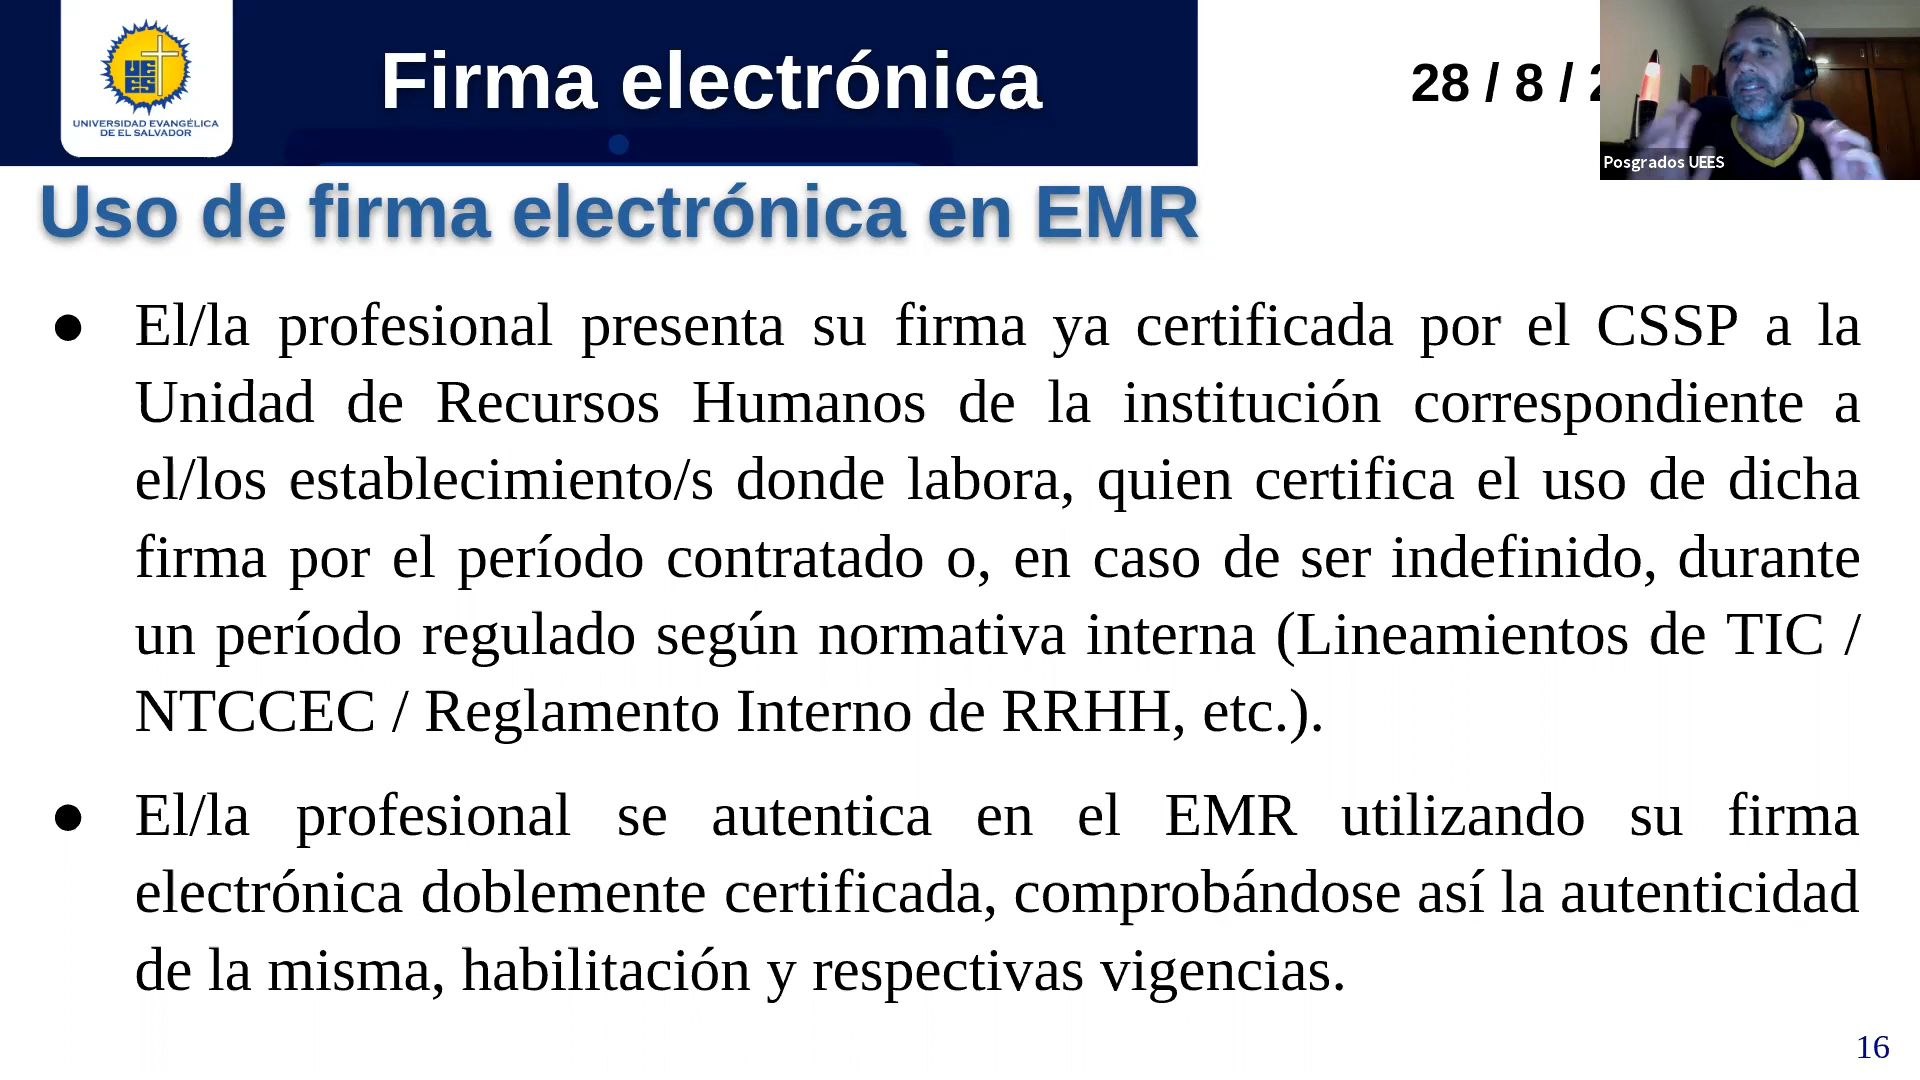 UEES
UNIVERSIDAD EVANGÉLICA
DE EL SALVADOR
Firma electrónica
28 / 8 /
Posgrados UEES
Uso de firma electrónica en EMR
● El/la profesional presenta su firma ya certificada por el CSSP a la
Unidad de Recursos Humanos de la institución correspondiente a
el/los establecimiento/s donde labora, quien certifica el uso de dicha
firma por el período contratado o, en caso de ser indefinido, durante
un período regulado según normativa interna (Lineamientos de TIC /
NTCCEC / Reglamento Interno de RRHH, etc.).
● El/la profesional se autentica en el EMR utilizando su firma
electrónica doblemente certificada, comprobándose así la autenticidad
de la misma, habilitación y respectivas vigencias.
16